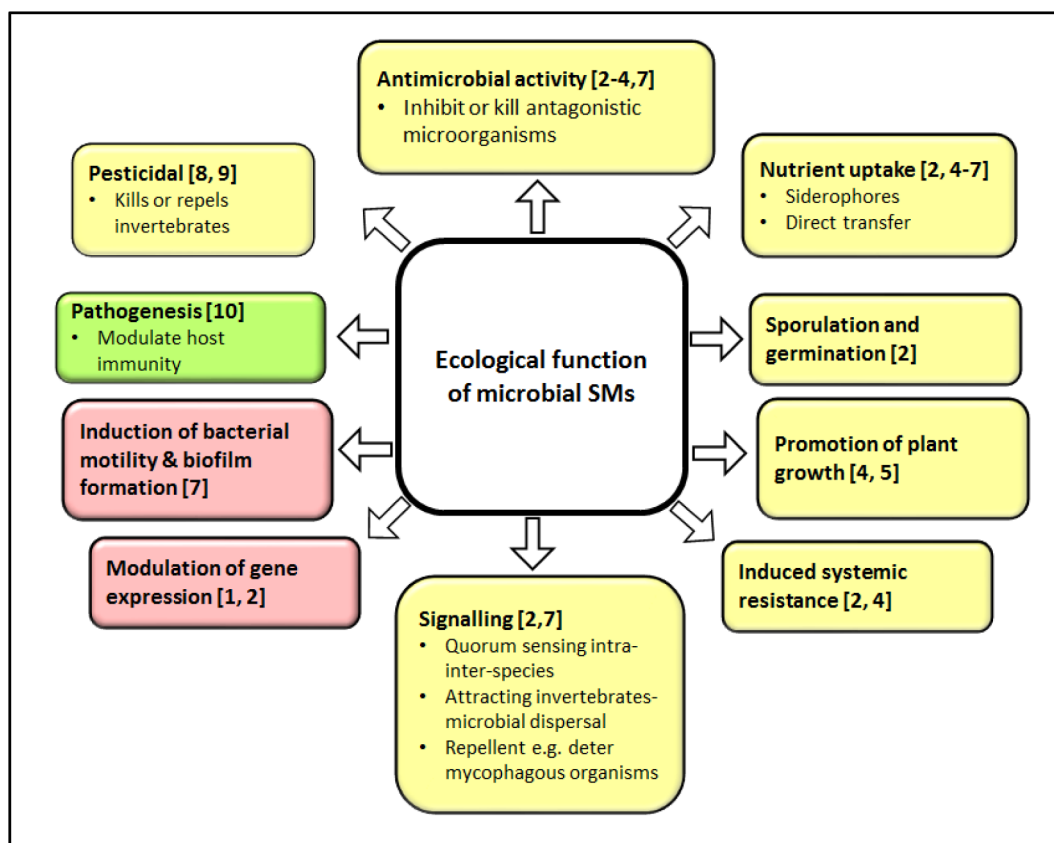 Antimicrobial activity [2-4,7]
• Inhibit or kill antagonistic
microorganisms
Pesticidal [8, 9]
• Kills or repels
invertebrates
Nutrient uptake [2, 4-7]
• Siderophores
• Direct transfer
Pathogenesis [10]
• Modulate host
immunity
Ecological function
of microbial SMs
Sporulation and
germination [2]
Induction of bacterial
motility & biofilm
formation [7]
Promotion of plant
growth [4, 5]
Modulation of gene
expression [1, 2]
Signalling [2,7]
• Quorum sensing intra-
inter-species
• Attracting invertebrates-
microbial dispersal
• Repellent e.g. deter
mycophagous organisms
Induced systemic
resistance [2, 4]